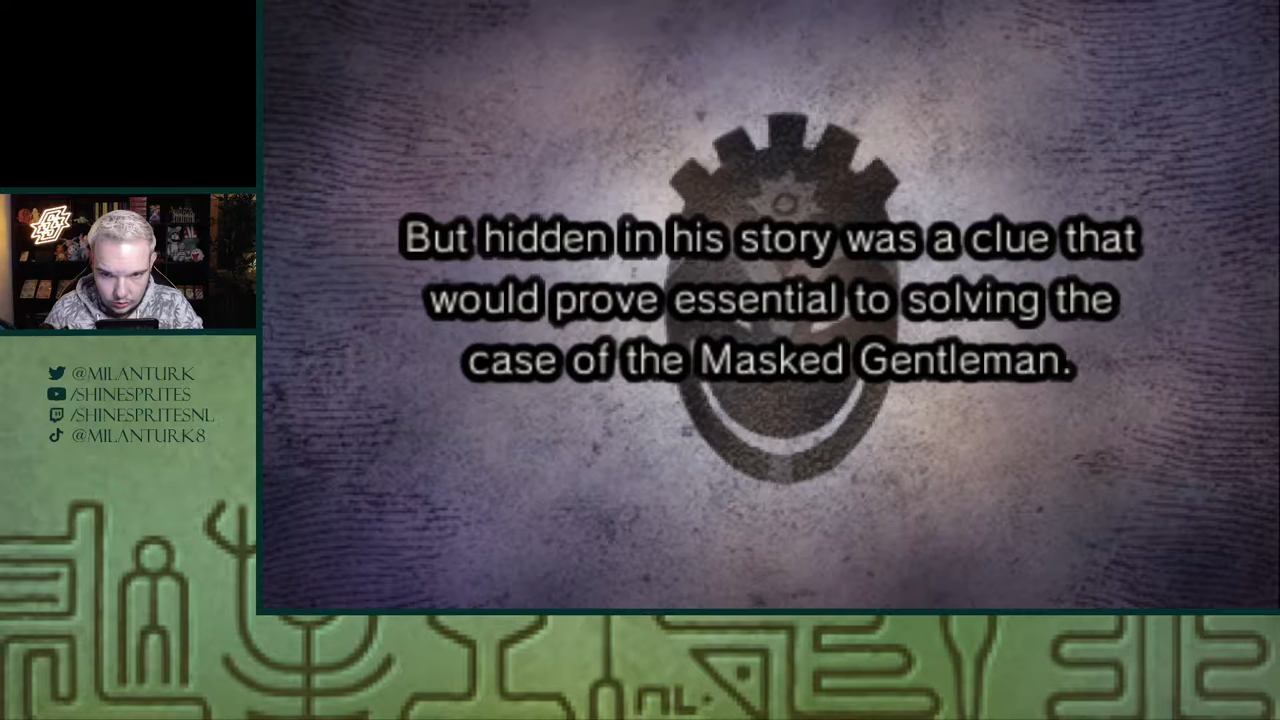 But hidden in his story was a clue that
would prove essential to solving the
case of the Masked Gentleman.
@MILANTURK
/SHINESPRITES
/SHINESPRITESNL
@MILANTURK8